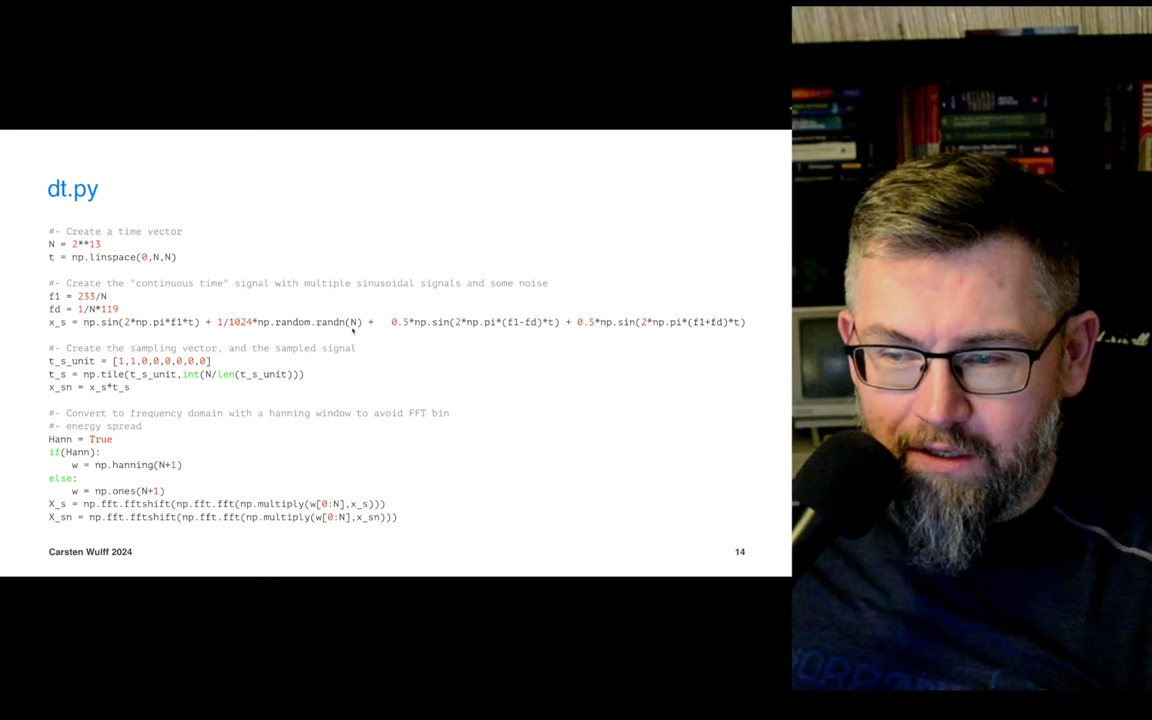 dt.py
#- Create a time vector
N = 2**13
t = np.linspace(0,N,N)
#- Create the "continuous time" signal with multiple sinusoidal signals and some noise
f1 = 233/N
fd = 1/N*119
x_s = np.sin(2*np.pi*f1*t) + 1/1024*np.random.randn(N) +   0.5*np.sin(2*np.pi*(f1-fd)*t) + 0.5*np.sin(2*np.pi*(f1+fd)*t)
#- Create the sampling vector, and the sampled signal
t_s_unit = [1,1,0,0,0,0,0,0]
t_s = np.tile(t_s_unit,int(N/len(t_s_unit)))
x_sn = x_s*t_s
#- Convert to frequency domain with a hanning window to avoid FFT bin
#- energy spread
Hann = True
if(Hann):
    w = np.hanning(N+1)
else:
    w = np.ones(N+1)
X_s = np.fft.fftshift(np.fft.fft(np.multiply(w[0:N],x_s)))
X_sn = np.fft.fftshift(np.fft.fft(np.multiply(w[0:N],x_sn)))
Carsten Wulff 2024
14